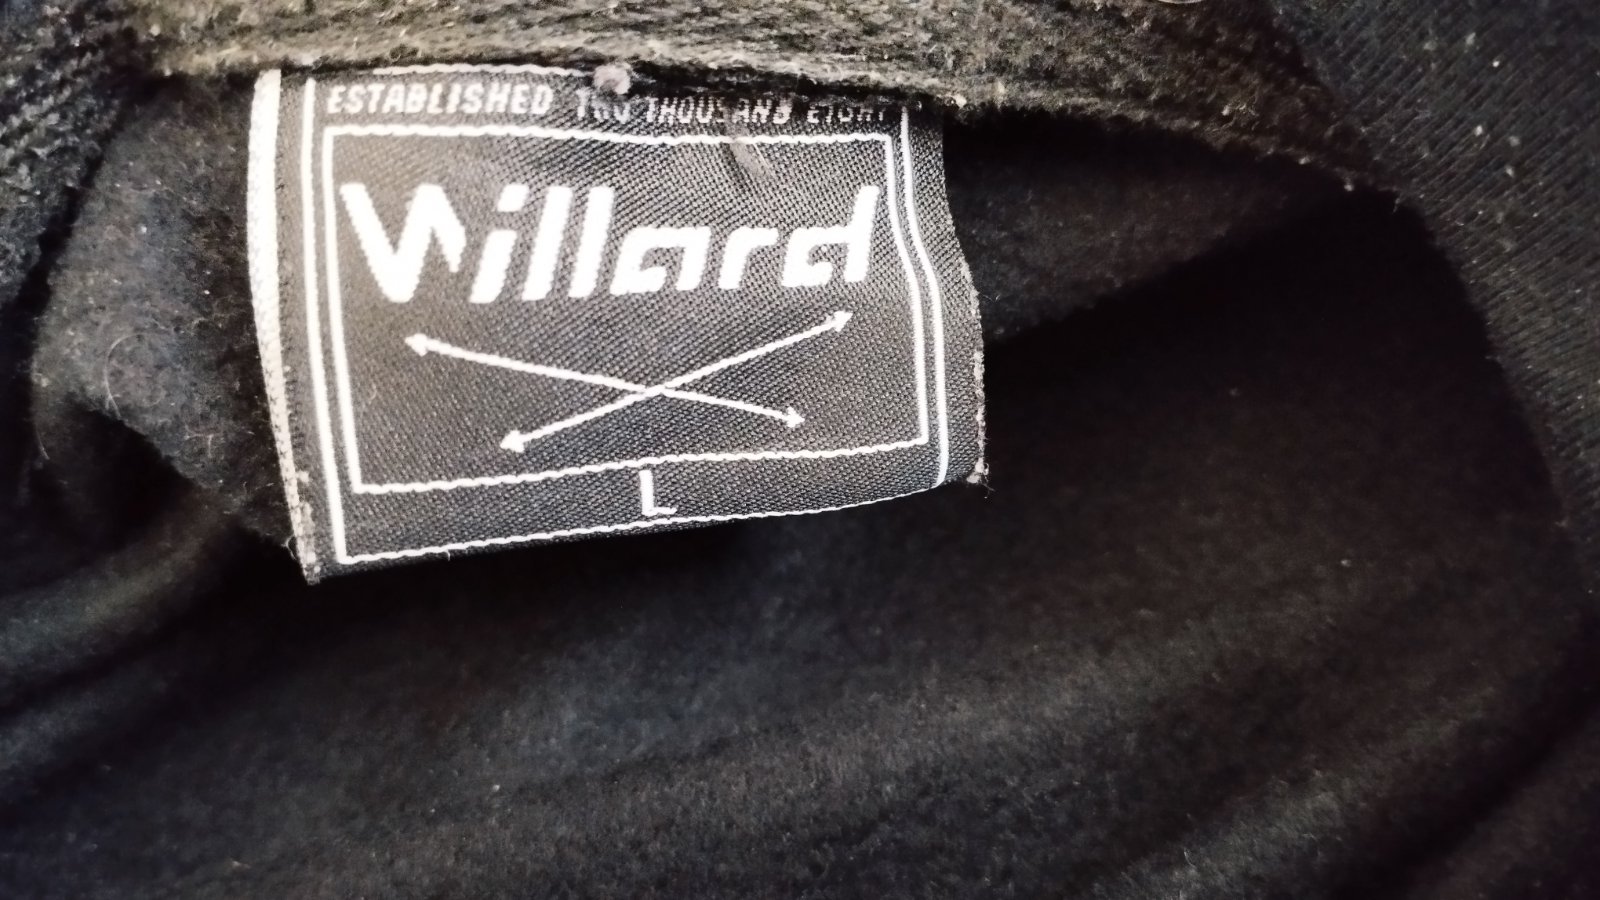 ESTABLISHED TWO THOUSAND EIGHT
Willard
L